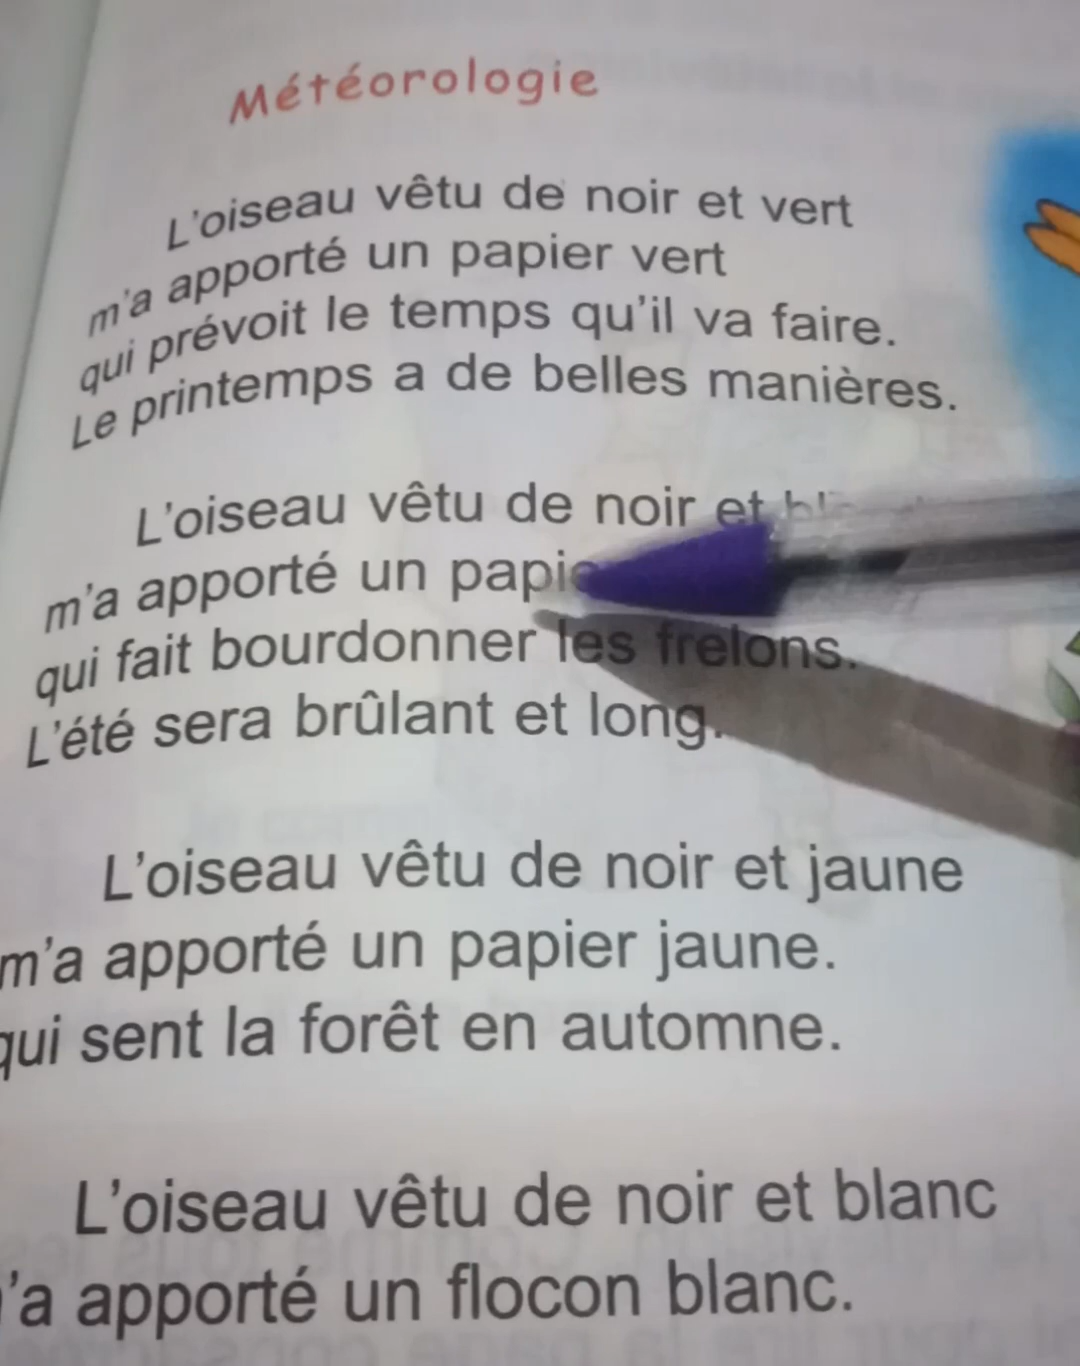 Météorologie
L'oiseau vêtu de noir et vert
m'a apporté un papier vert
qui prévoit le temps qu'il va faire.
Le printemps a de belles manières.
L'oiseau vêtu de noir et
m'a apporté un
qui fait bourdonner les frelons.
L'été sera brûlant et long.
L'oiseau vêtu de noir et jaune
m'a apporté un papier jaune.
qui sent la forêt en automne.
L'oiseau vêtu de noir et blanc
'a apporté un flocon blanc.